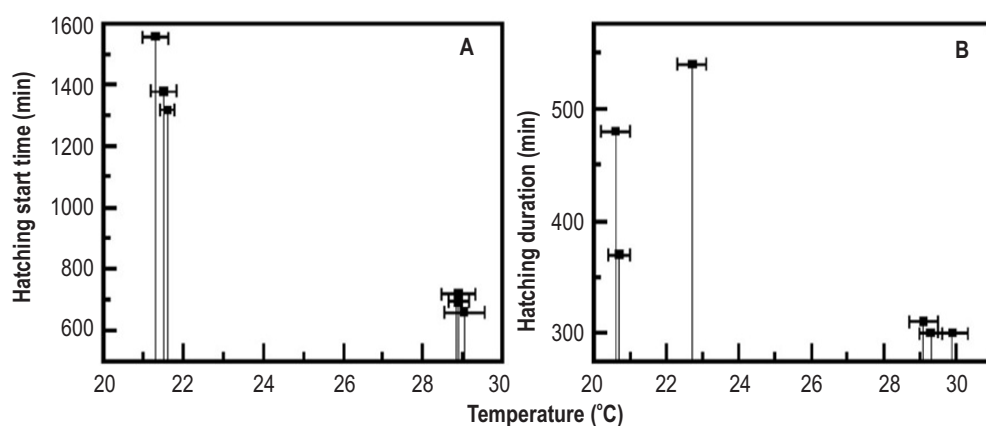 A
Hatching start time (min)
1600
1400
1200
1000
800
600
20 22 24 26 28 30
B
Hatching duration (min)
500
400
300
20 22 24 26 28 30
Temperature (°C)